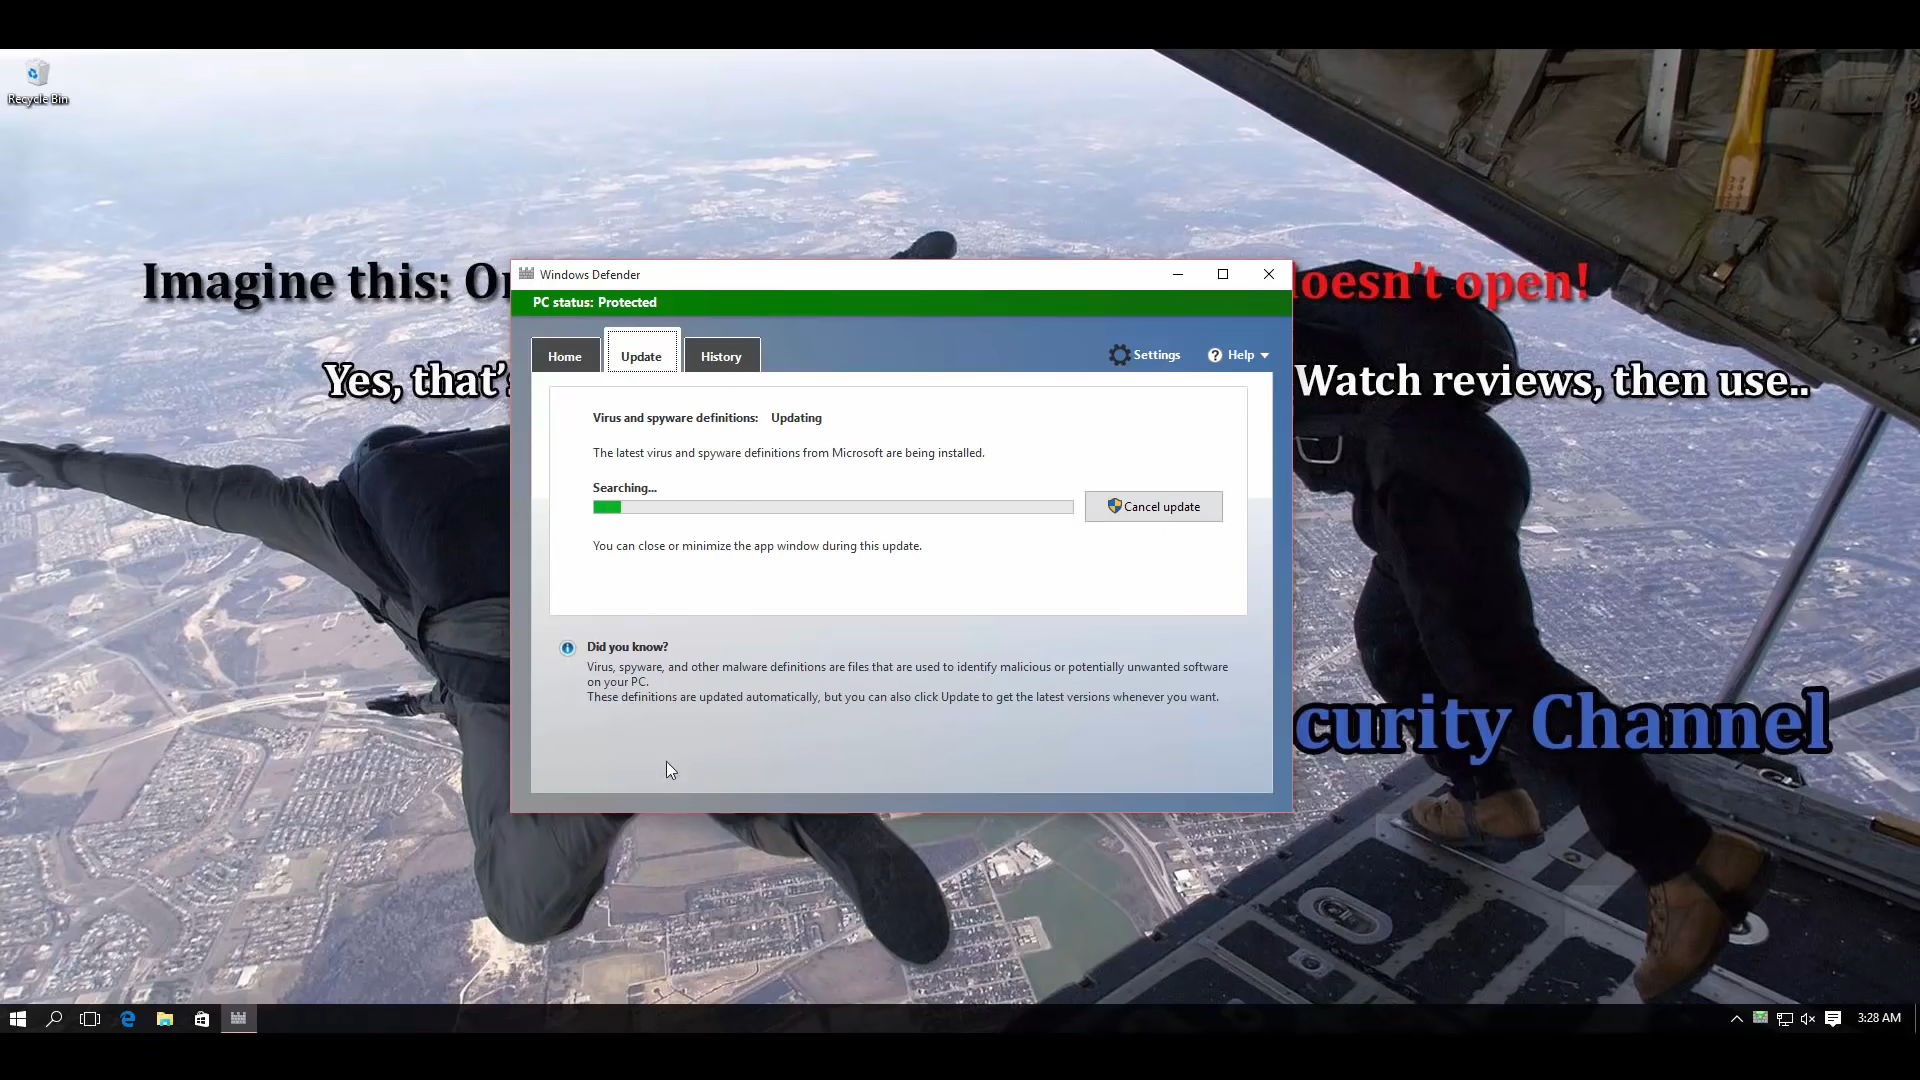 Recycle Bin
Imagine this: O
oesn't open!
Yes, that's
Watch reviews, then use..
curity Channel
Windows Defender
PC status: Protected
Home
Update
History
Settings
Help
Virus and spyware definitions: Updating
The latest virus and spyware definitions from Microsoft are being installed.
Searching...
Cancel update
You can close or minimize the app window during this update.
Did you know?
Virus, spyware, and other malware definitions are files that are used to identify malicious or potentially unwanted software
on your PC.
These definitions are updated automatically, but you can also click Update to get the latest versions whenever you want.
3:28 AM